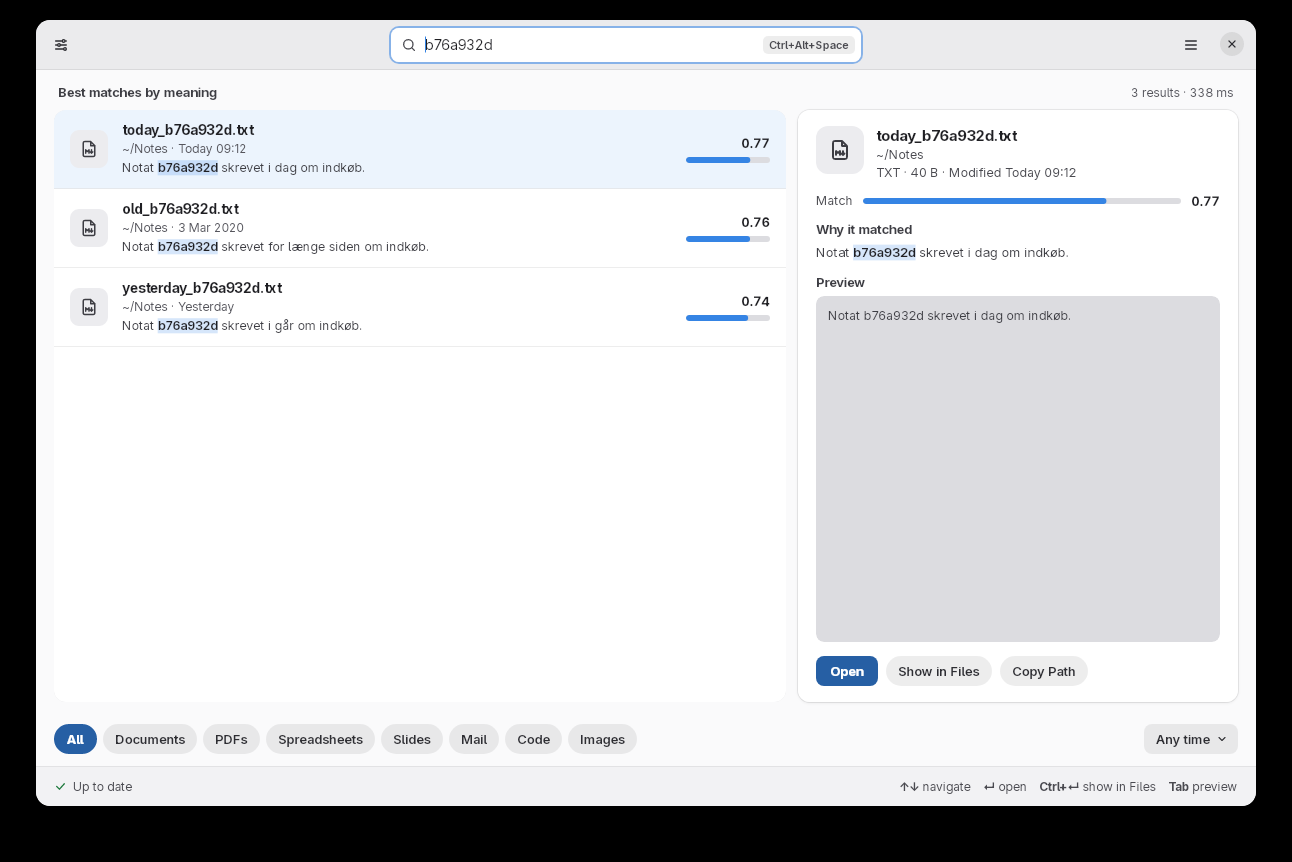 b76a932d
Ctrl+Alt+Space
Best matches by meaning
3 results · 338 ms
today_b76a932d.txt
~/Notes · Today 09:12
Notat b76a932d skrevet i dag om indkøb.
0.77
old_b76a932d.txt
~/Notes · 3 Mar 2020
Notat b76a932d skrevet for længe siden om indkøb.
0.76
yesterday_b76a932d.txt
~/Notes · Yesterday
Notat b76a932d skrevet i går om indkøb.
0.74
today_b76a932d.txt
~/Notes
TXT · 40 B · Modified Today 09:12
Match 0.77
Why it matched
Notat b76a932d skrevet i dag om indkøb.
Preview
Notat b76a932d skrevet i dag om indkøb.
Open Show in Files Copy Path
All Documents PDFs Spreadsheets Slides Mail Code Images Any time
Up to date
↑↓ navigate ↵ open Ctrl+↵ show in Files Tab preview